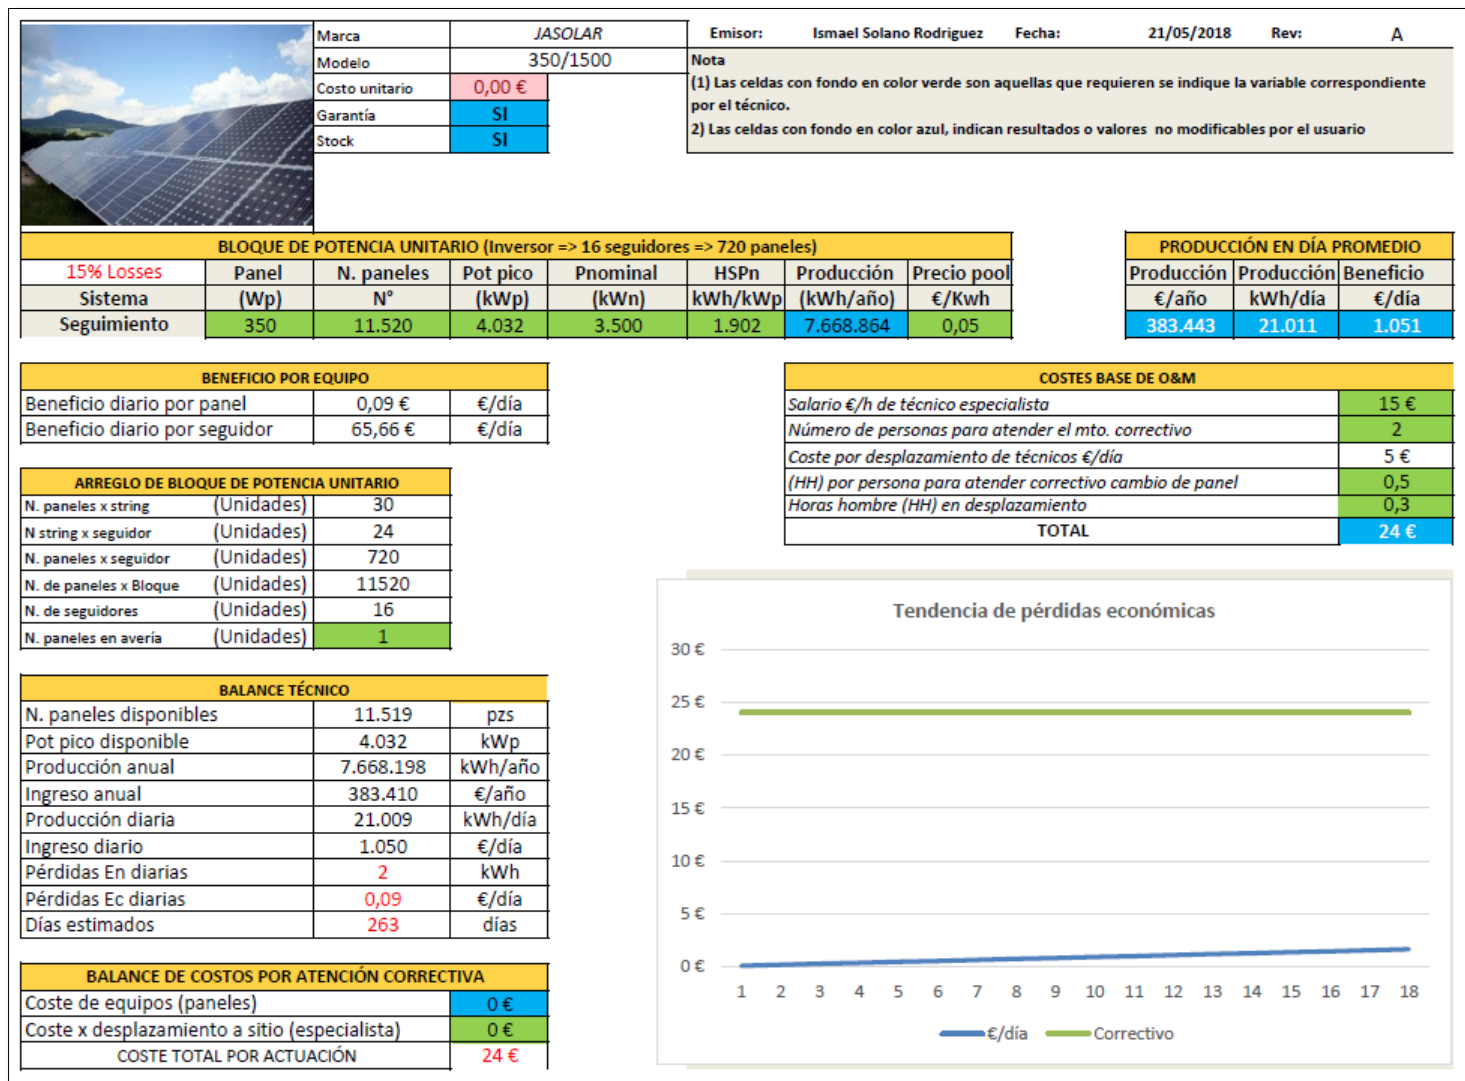 Marca JASOLAR
Modelo 350/1500
Costo unitario 0,00 €
Garantía SI
Stock SI
Emisor: Ismael Solano Rodriguez Fecha: 21/05/2018 Rev: A
Nota
(1) Las celdas con fondo en color verde son aquellas que requieren se indique la variable correspondiente
por el técnico.
2) Las celdas con fondo en color azul, indican resultados o valores no modificables por el usuario
BLOQUE DE POTENCIA UNITARIO (Inversor => 16 seguidores => 720 paneles)
15% Losses Panel N. paneles Pot pico Pnominal HSPn Producción Precio pool
Sistema (Wp) N° (kWp) (kWn) kWh/kWp (kWh/año) €/Kwh
Seguimiento 350 11.520 4.032 3.500 1.902 7.668.864 0,05
PRODUCCIÓN EN DÍA PROMEDIO
Producción Producción Beneficio
€/año kWh/día €/día
383.443 21.011 1.051
BENEFICIO POR EQUIPO
Beneficio diario por panel 0,09 € €/día
Beneficio diario por seguidor 65,66 € €/día
COSTES BASE DE O&M
Salario €/h de técnico especialista 15 €
Número de personas para atender el mto. correctivo 2
Coste por desplazamiento de técnicos €/día 5 €
(HH) por persona para atender correctivo cambio de panel 0,5
Horas hombre (HH) en desplazamiento 0,3
TOTAL 24 €
ARREGLO DE BLOQUE DE POTENCIA UNITARIO
N. paneles x string (Unidades) 30
N string x seguidor (Unidades) 24
N. paneles x seguidor (Unidades) 720
N. de paneles x Bloque (Unidades) 11520
N. de seguidores (Unidades) 16
N. paneles en avería (Unidades) 1
BALANCE TÉCNICO
N. paneles disponibles 11.519 pzs
Pot pico disponible 4.032 kWp
Producción anual 7.668.198 kWh/año
Ingreso anual 383.410 €/año
Producción diaria 21.009 kWh/día
Ingreso diario 1.050 €/día
Pérdidas En diarias 2 kWh
Pérdidas Ec diarias 0,09 €/día
Días estimados 263 días
BALANCE DE COSTOS POR ATENCIÓN CORRECTIVA
Coste de equipos (paneles) 0 €
Coste x desplazamiento a sitio (especialista) 0 €
COSTE TOTAL POR ACTUACIÓN 24 €
Tendencia de pérdidas económicas
30 €
25 €
20 €
15 €
10 €
5 €
0 €
1 2 3 4 5 6 7 8 9 10 11 12 13 14 15 16 17 18
€/día Correctivo